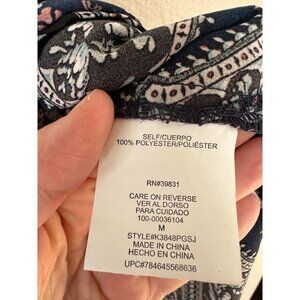 SELF/CUERPO
100% POLYESTER/POLIÉSTER
RN#39831
CARE ON REVERSE
VER AL DORSO
PARA CUIDADO
100-00036104
M
STYLE#K3848PGSJ
MADE IN CHINA
HECHO EN CHINA
UPC#784645568636